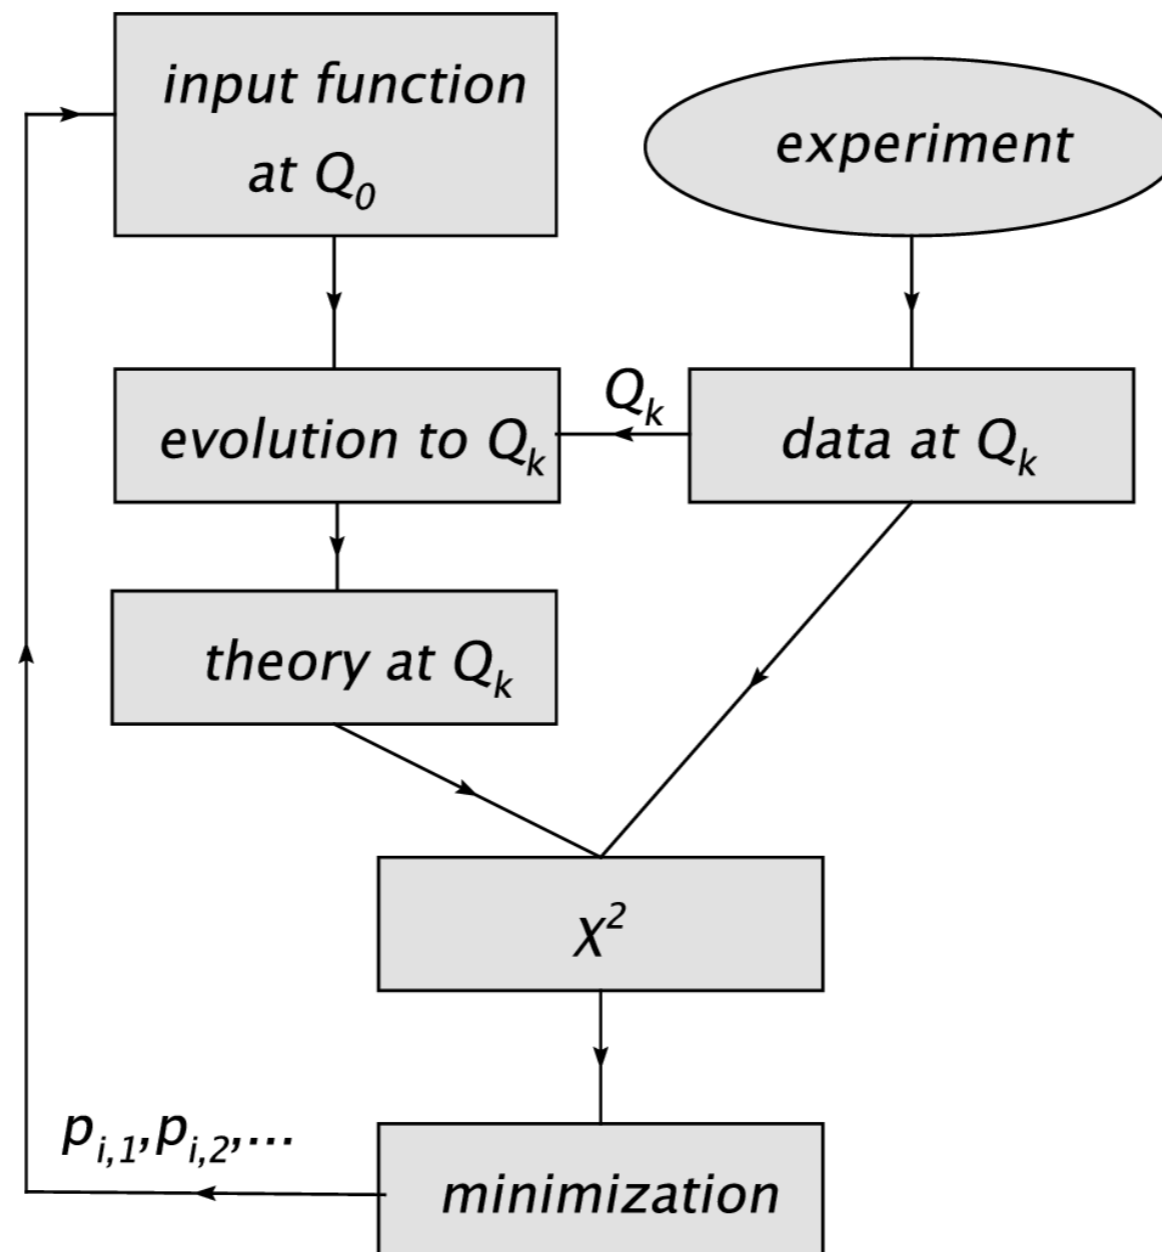 input function
at Q₀
experiment
evolution to Qₖ
Qₖ
data at Qₖ
theory at Qₖ
χ²
pᵢ,₁,pᵢ,₂,...
minimization